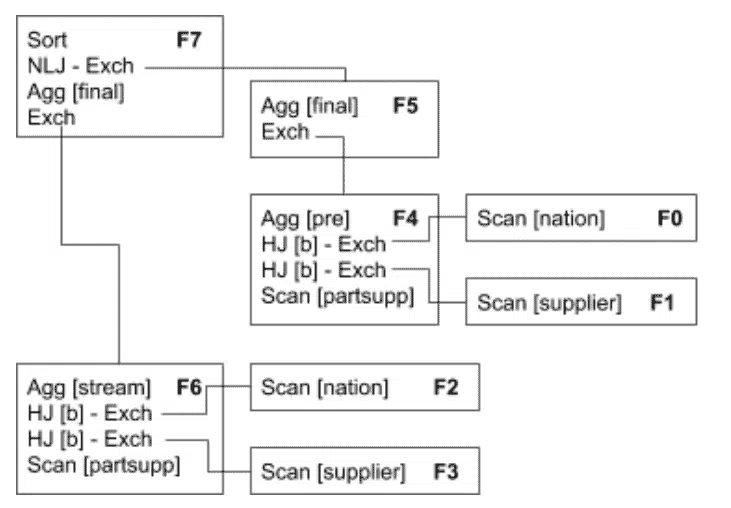 Sort F7
NLJ - Exch
Agg [final]
Exch
Agg [final] F5
Exch
Agg [pre] F4
HJ [b] - Exch
HJ [b] - Exch
Scan [partsupp]
Scan [nation] F0
Scan [supplier] F1
Agg [stream] F6
HJ [b] - Exch
HJ [b] - Exch
Scan [partsupp]
Scan [nation] F2
Scan [supplier] F3